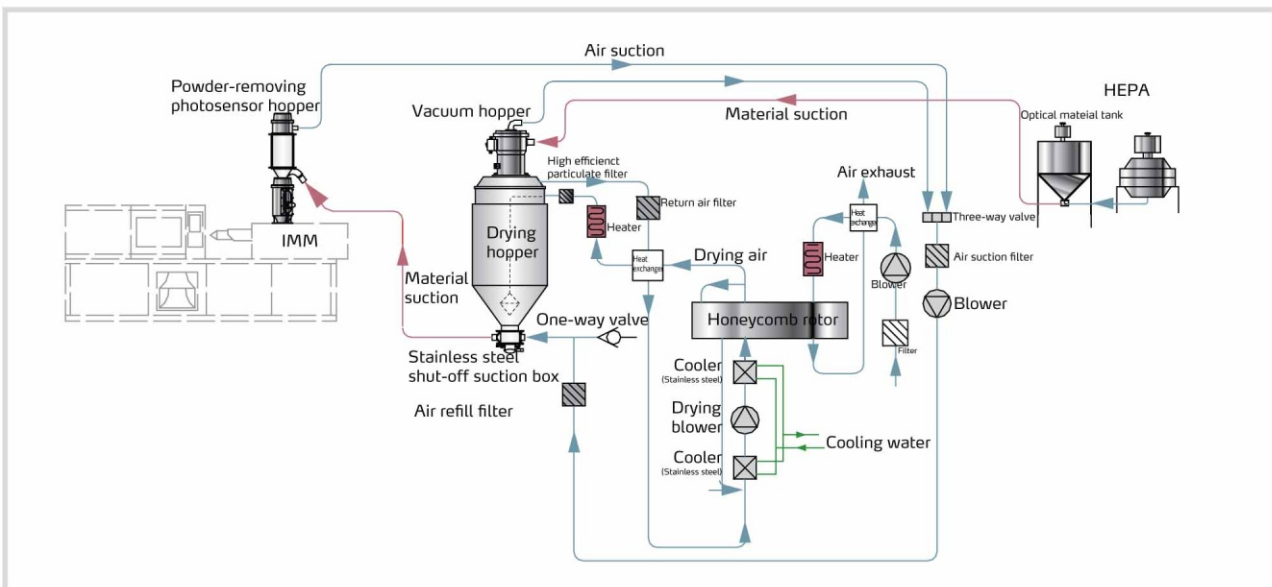 Air suction
Powder-removing
photosensor hopper
Vacuum hopper
Material suction
HEPA
Optical mateial tank
High efficienct
particulate filter
Air exhaust
Return air filter
Heat
exchanger
Three-way valve
Heater
Drying
hopper
IMM
Drying air
Heat
exchanger
Heater
Blower
Air suction filter
Material
suction
Blower
One-way valve
Honeycomb rotor
Filter
Stainless steel
shut-off suction box
Cooler
(Stainless steel)
Air refill filter
Drying
blower
Cooling water
Cooler
(Stainless steel)